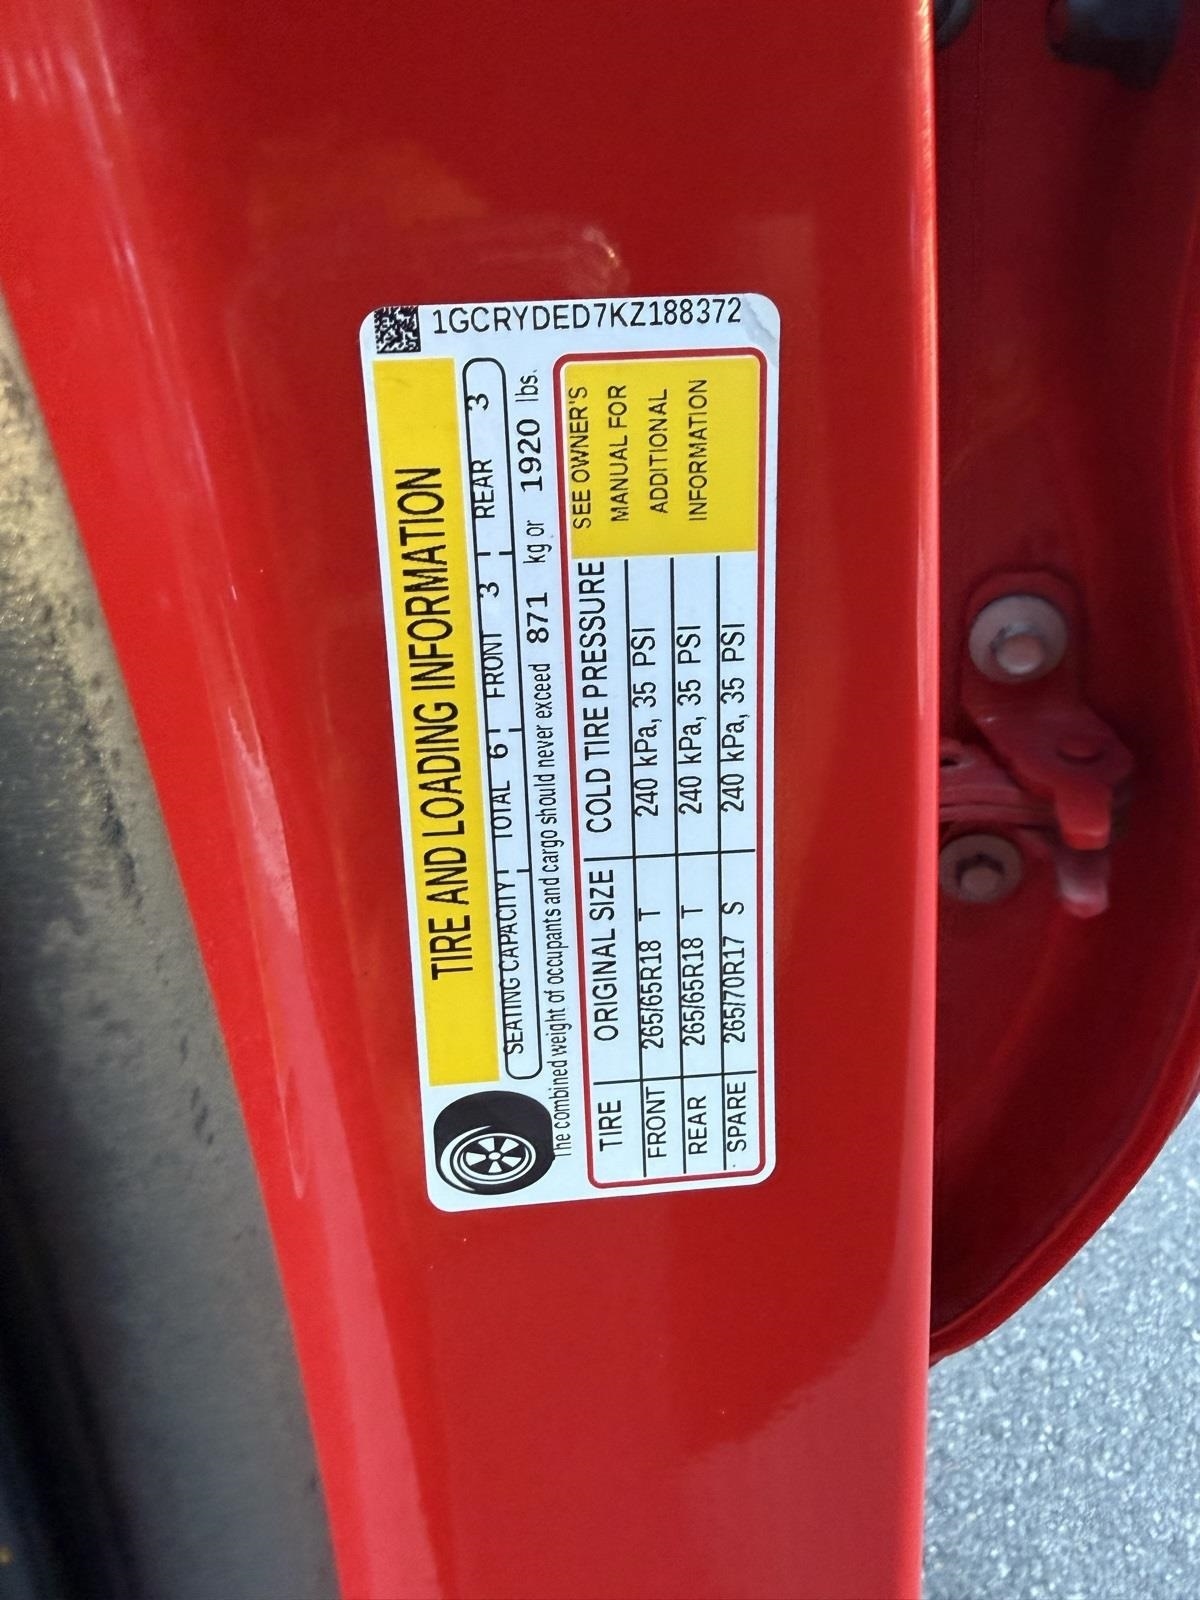 1GCRYDED7KZ188372
TIRE AND LOADING INFORMATION
SEATING CAPACITY TOTAL 6 FRONT 3 REAR 3
The combined weight of occupants and cargo should never exceed 871 kg or 1920 lbs.
TIRE ORIGINAL SIZE COLD TIRE PRESSURE
FRONT 265/65R18 T 240 kPa, 35 PSI
REAR 265/65R18 T 240 kPa, 35 PSI
SPARE 265/70R17 S 240 kPa, 35 PSI
SEE OWNER'S
MANUAL FOR
ADDITIONAL
INFORMATION